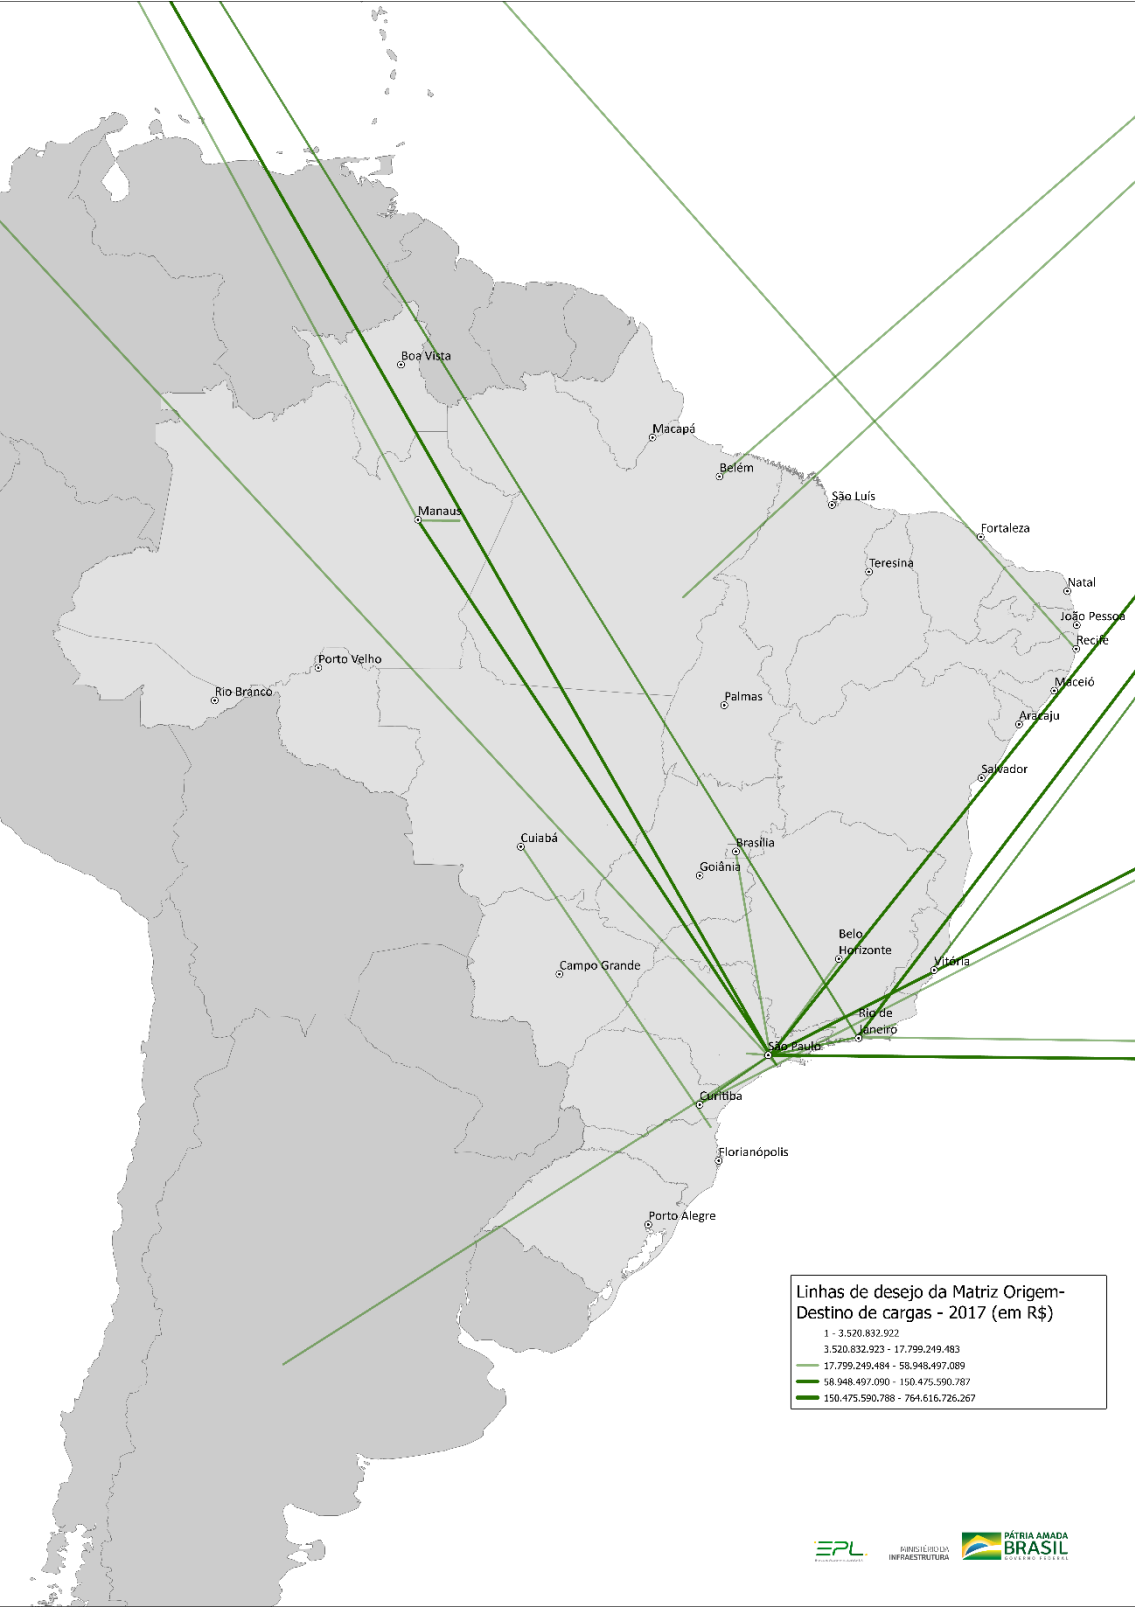 Boa Vista
Macapá
Belém
São Luís
Manaus
Fortaleza
Teresina
Natal
João Pessoa
Recife
Porto Velho
Maceió
Rio Branco
Palmas
Aracaju
Salvador
Cuiabá
Brasília
Goiânia
Belo
Horizonte
Campo Grande
Vitória
Rio de
Janeiro
São Paulo
Curitiba
Florianópolis
Porto Alegre
Linhas de desejo da Matriz Origem-
Destino de cargas - 2017 (em R$)
1 - 3.520.832.922
3.520.832.923 - 17.799.249.483
17.799.249.484 - 58.948.497.089
58.948.497.090 - 150.475.590.787
150.475.590.788 - 764.616.726.267
EPL
MINISTÉRIO DA
INFRAESTRUTURA
PÁTRIA AMADA
BRASIL
GOVERNO FEDERAL